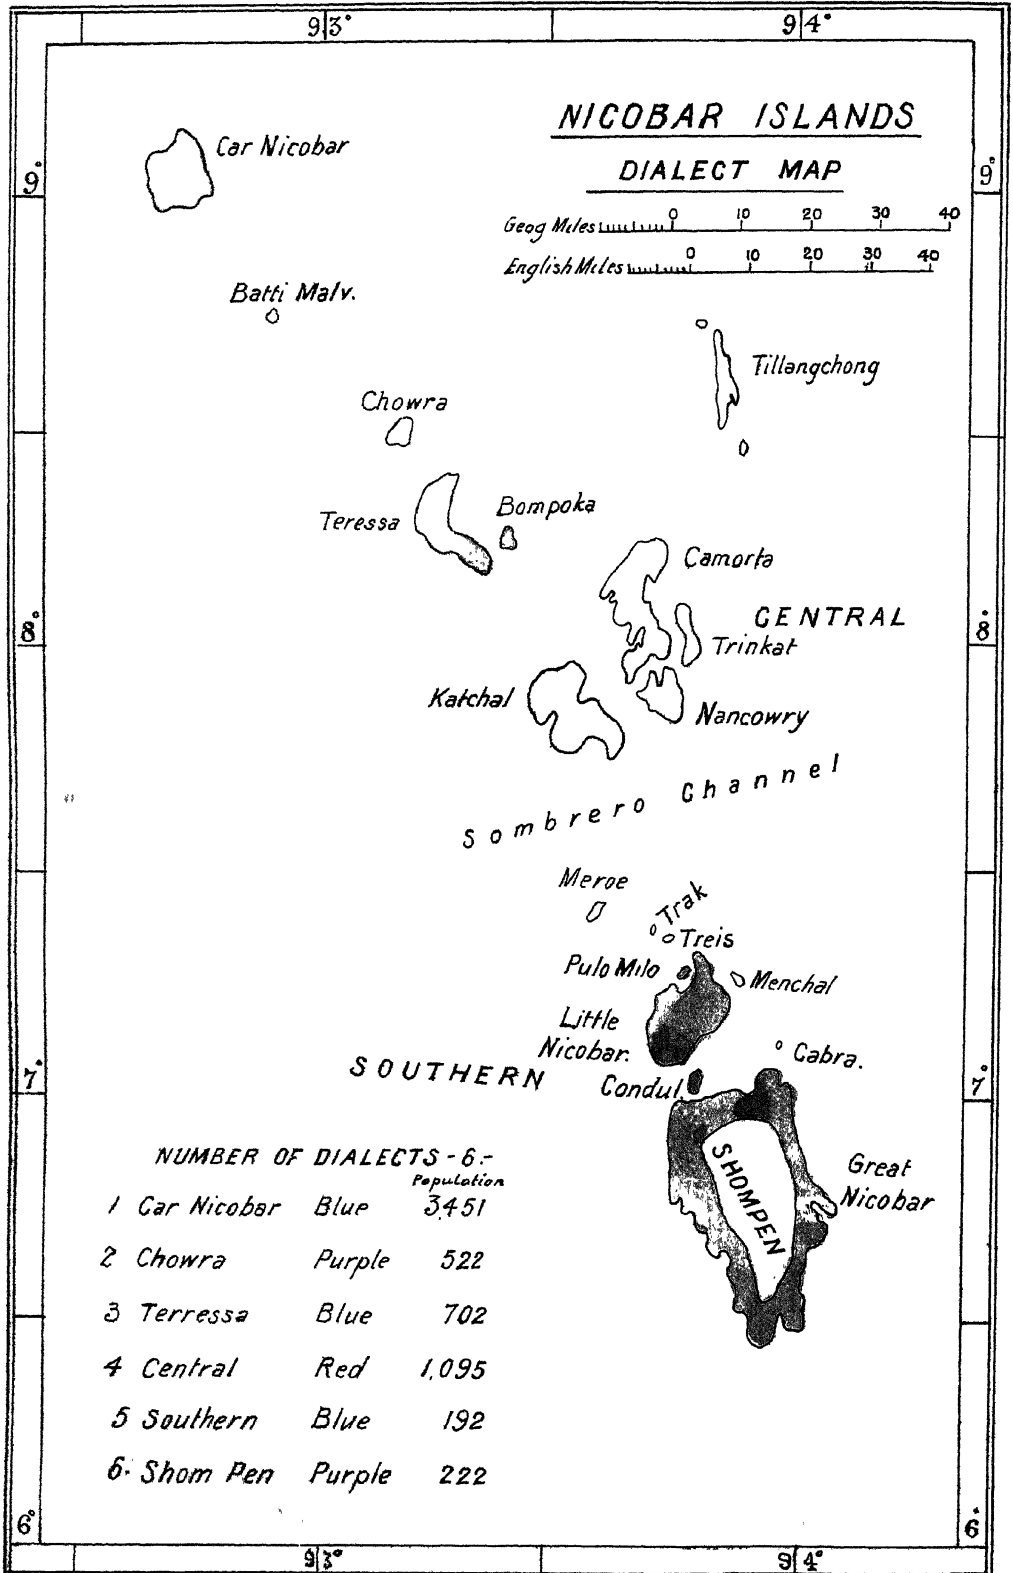 93° 94°
NICOBAR ISLANDS
DIALECT MAP
Car Nicobar
9° 9°
Geog Miles 0 10 20 30 40
English Miles 0 10 20 30 40
Batti Malv.
Tillangchong
Chowra
Teressa
Bompoka
Camorta
CENTRAL
8° 8°
Trinkat
Katchal
Nancowry
Sombrero Channel
Meroe
Trak
Treis
Pulo Milo
Menchal
Little
Nicobar.
Cabra.
SOUTHERN
Condul.
7° 7°
SHOMPEN
Great
Nicobar
NUMBER OF DIALECTS - 6:-
Population
1 Car Nicobar Blue 3,451
2 Chowra Purple 522
3 Terressa Blue 702
4 Central Red 1,095
5 Southern Blue 192
6. Shom Pen Purple 222
6° 6°
93° 94°